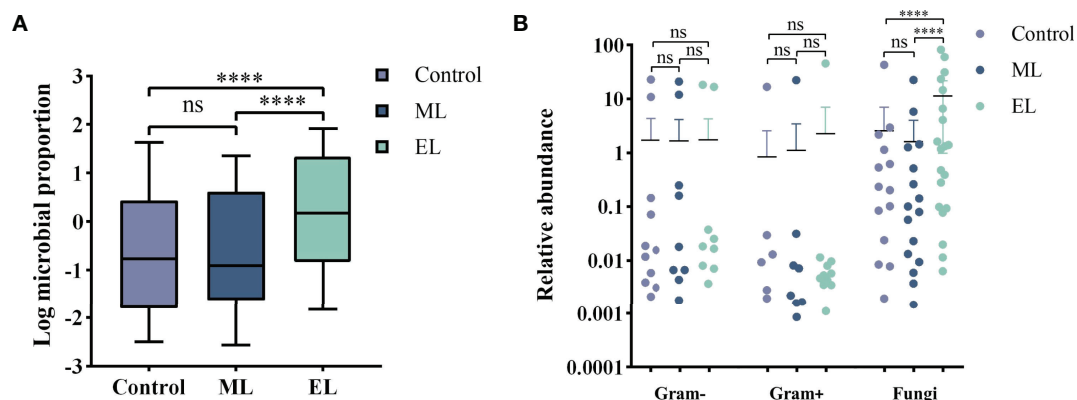 A
Log microbial proportion
3
2
1
0
-1
-2
-3
****
ns
****
Control
ML
EL
Control
ML
EL
B
Relative abundance
100
10
1
0.1
0.01
0.001
0.0001
ns
ns
ns
ns
ns
ns
****
ns
****
Gram-
Gram+
Fungi
Control
ML
EL